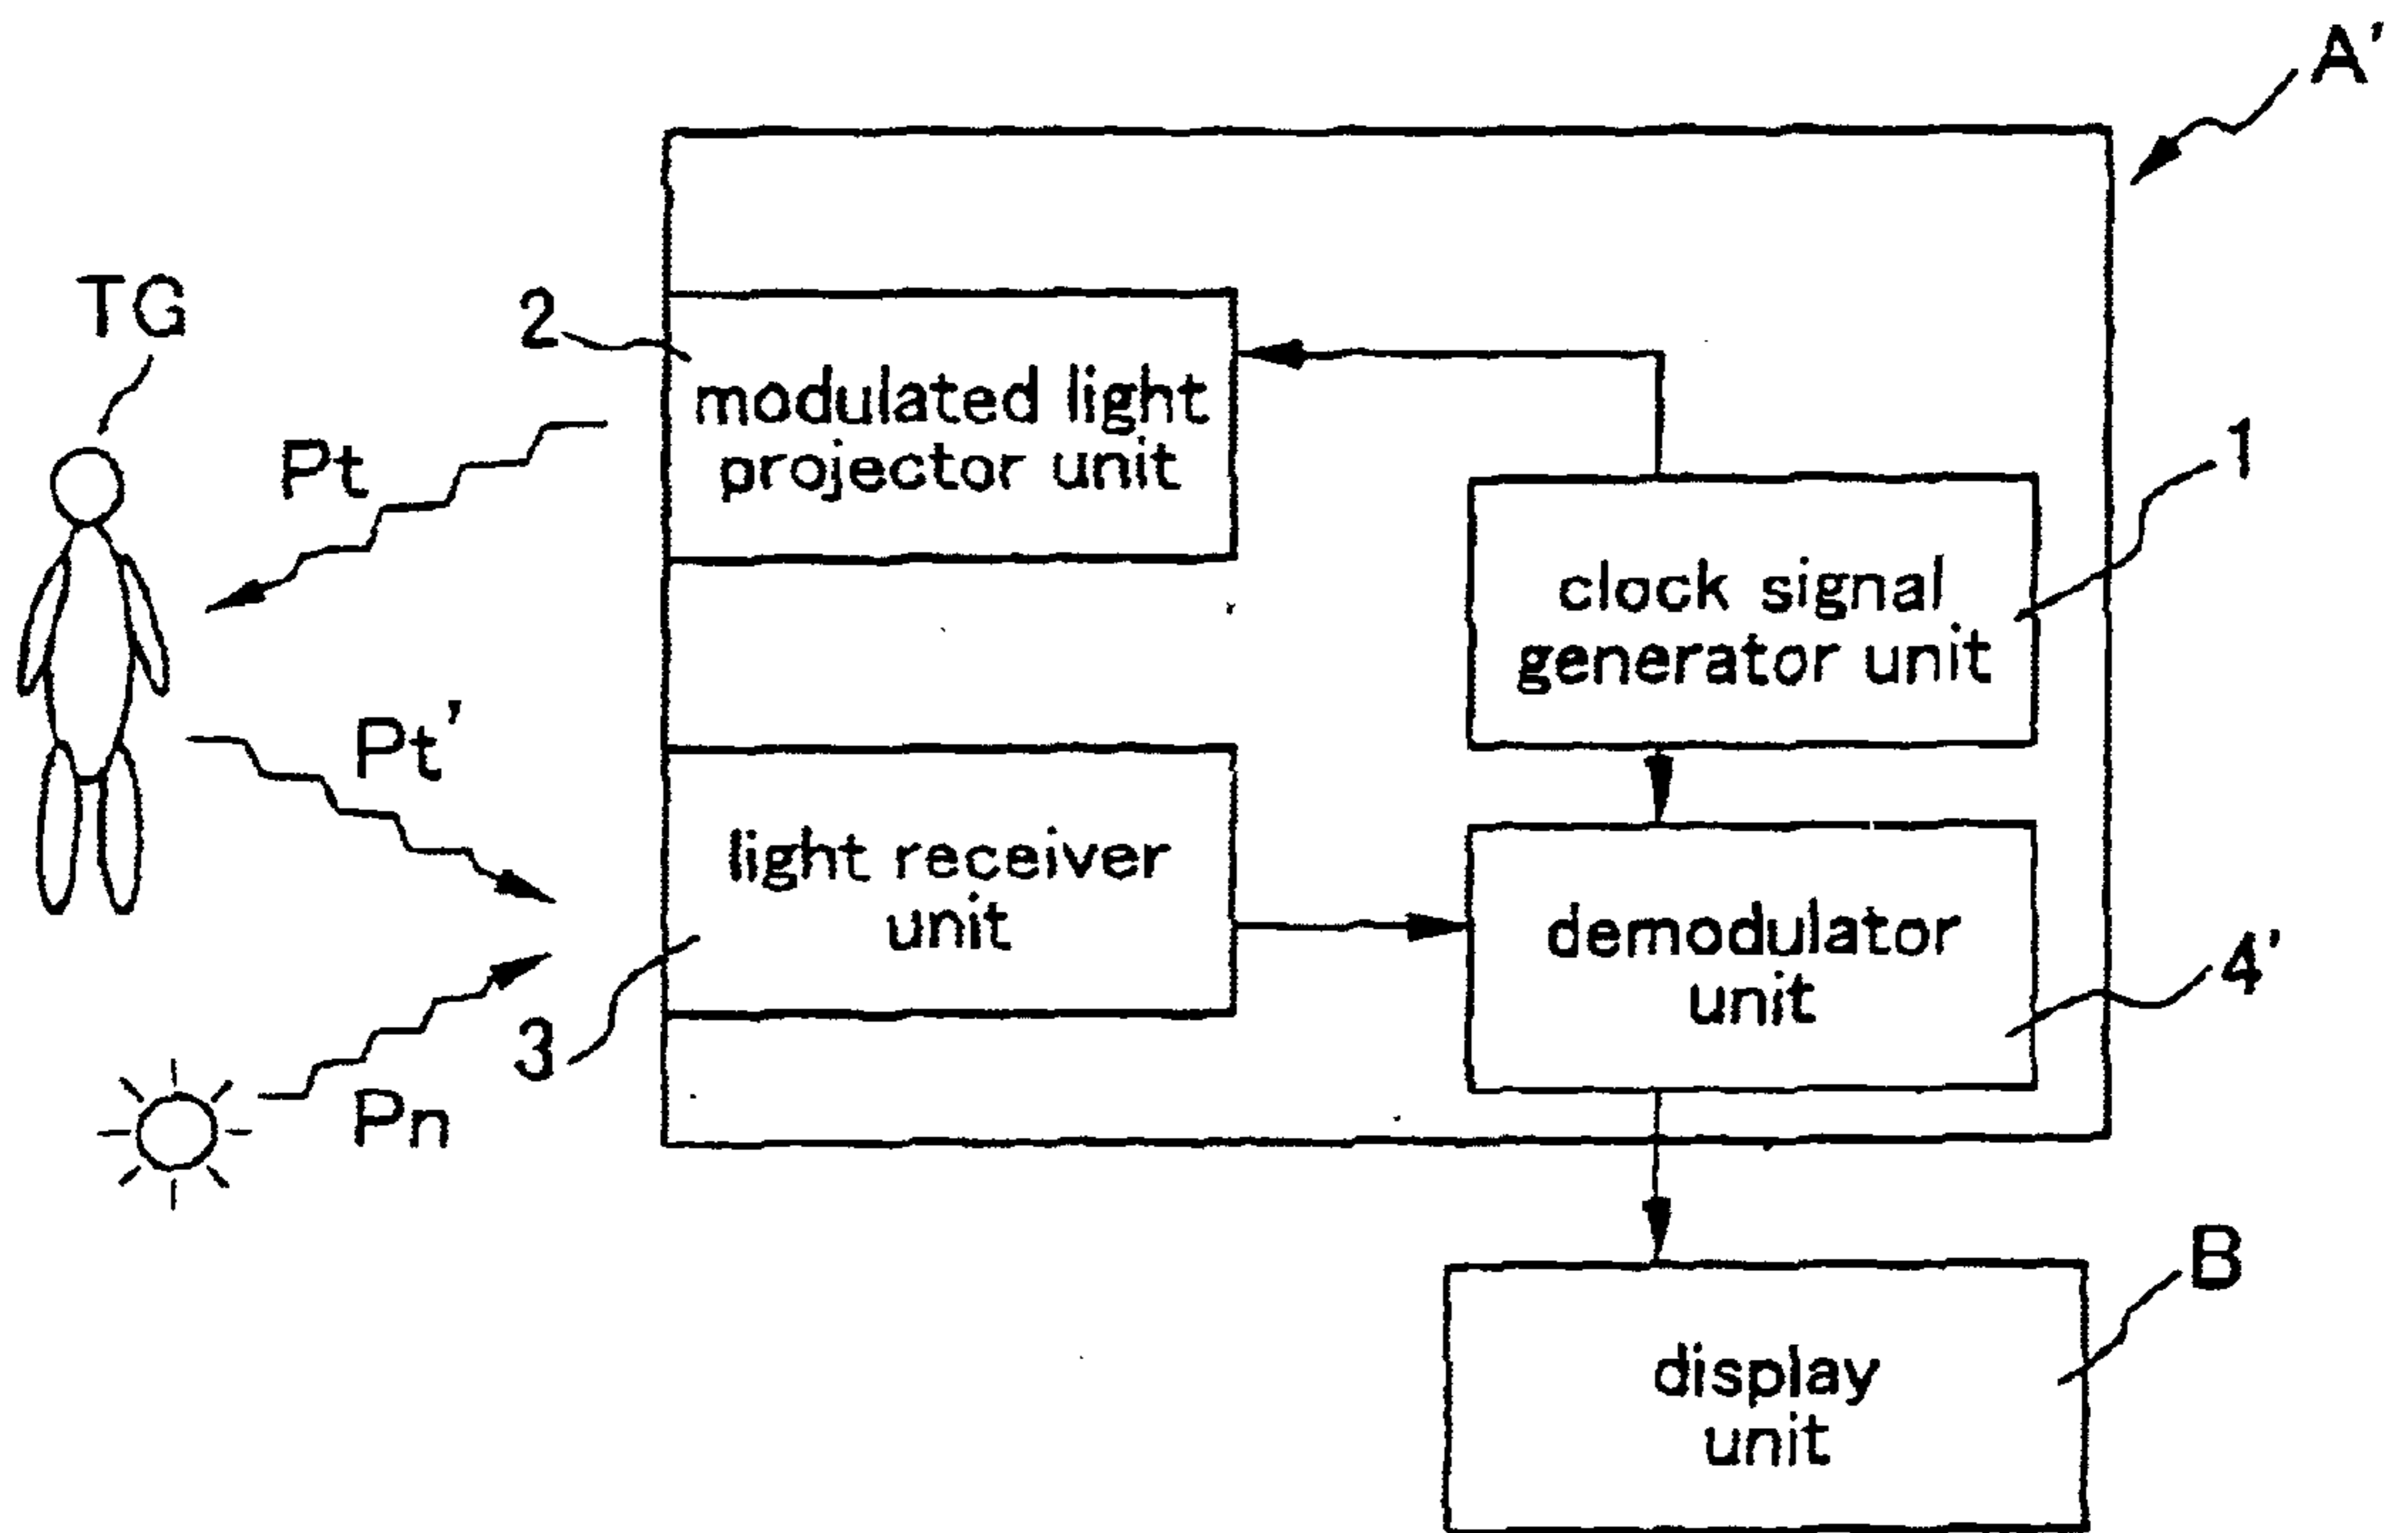 A'
TG
2
modulated light
projector unit
Pt
1
clock signal
generator unit
Pt'
light receiver
unit
demodulator
unit
4'
3
Pn
B
display
unit